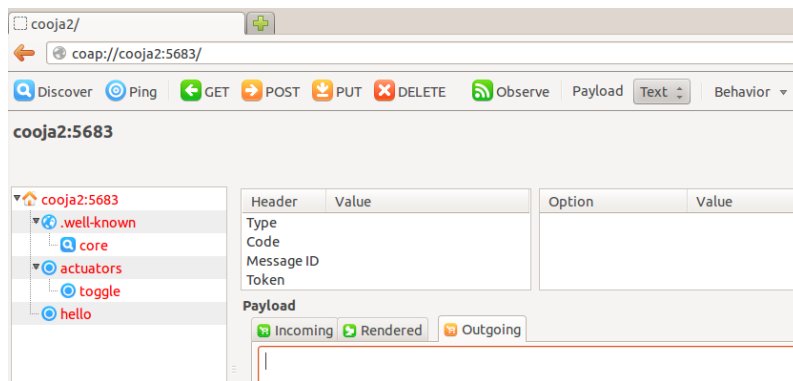 cooja2/
coap://cooja2:5683/
Discover Ping GET POST PUT DELETE Observe Payload Text Behavior
cooja2:5683
cooja2:5683
.well-known
core
actuators
toggle
hello
Header Value
Type
Code
Message ID
Token
Option Value
Payload
Incoming Rendered Outgoing